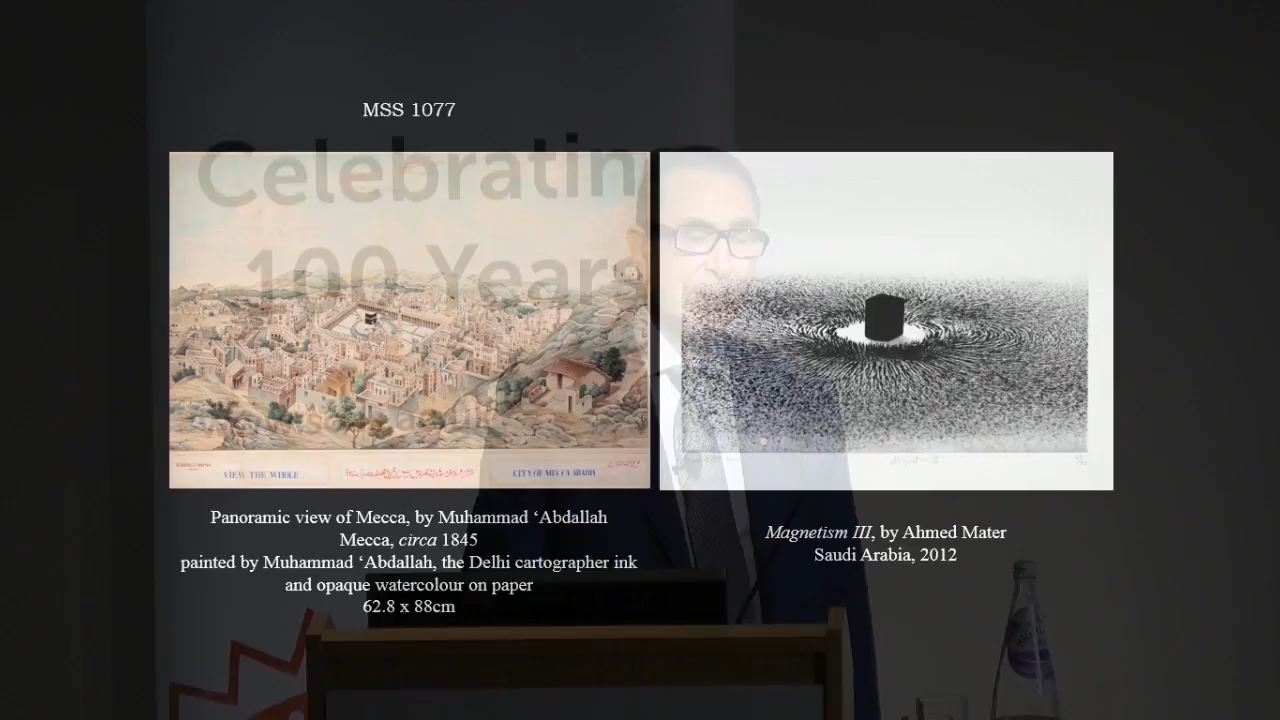 MSS 1077
Celebrating
100 Years
VIEW THE WHOLE
CITY OF MECCA ARABIA
Panoramic view of Mecca, by Muhammad ‘Abdallah
Mecca, circa 1845
painted by Muhammad ‘Abdallah, the Delhi cartographer ink
and opaque watercolour on paper
62.8 x 88cm
Magnetism III, by Ahmed Mater
Saudi Arabia, 2012